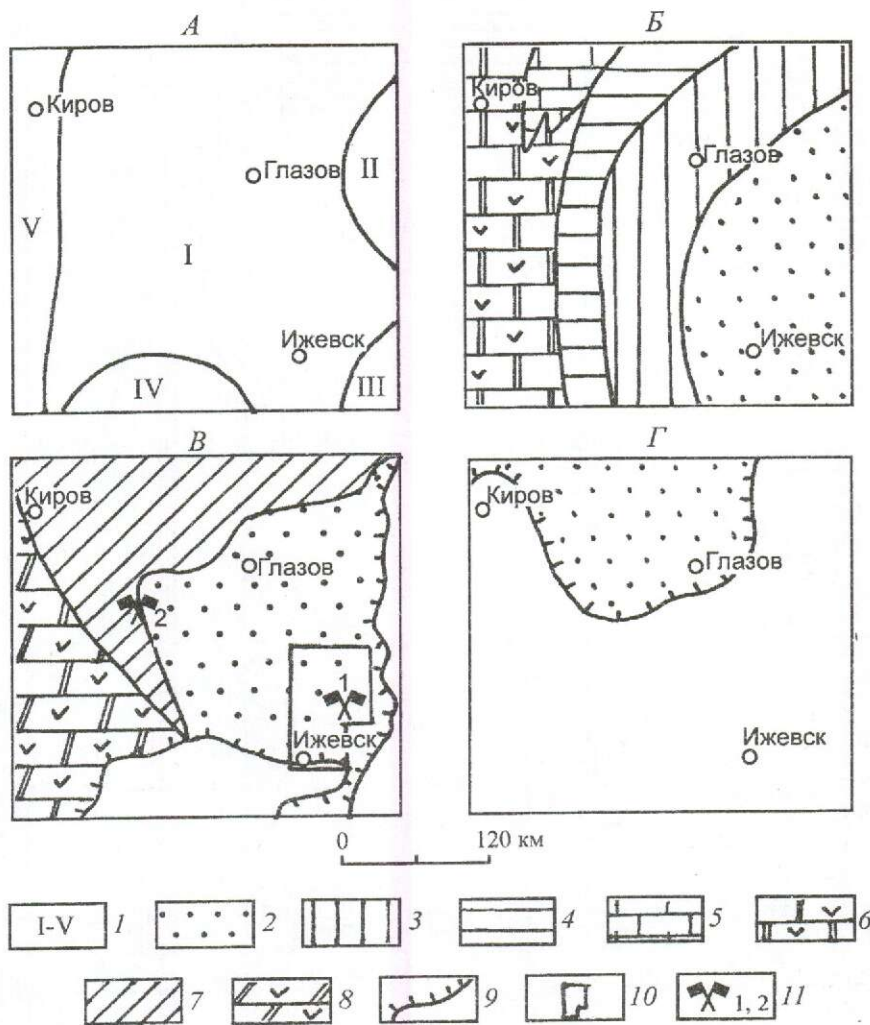 А Б
Киров
Глазов
II
V
I
Ижевск
IV
III
Киров
Глазов
Ижевск
В Г
Киров
Глазов
2
1
Ижевск
Киров
Глазов
Ижевск
0 120 км
I-V 1 2 3 4 5 6
7 8 9 10 1, 2 11